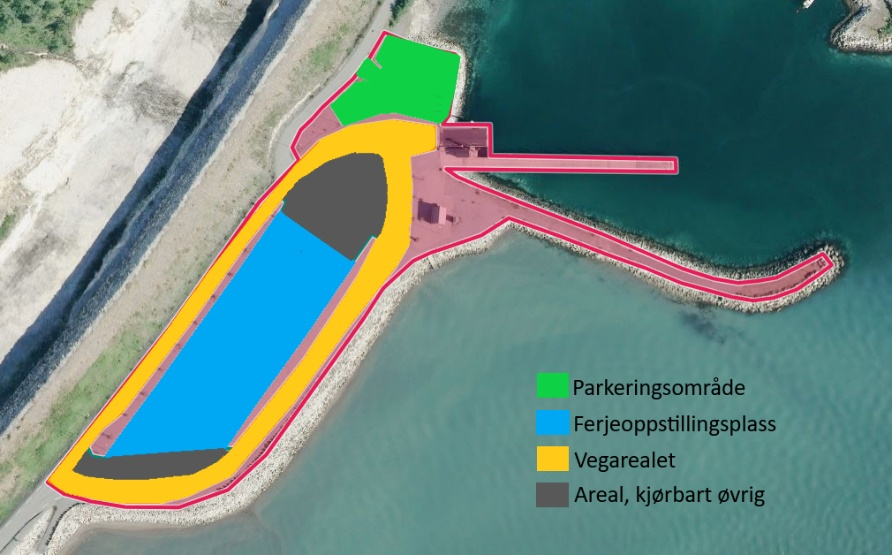 Parkeringsområde
Ferjeoppstillingsplass
Vegarealet
Areal, kjørbart øvrig